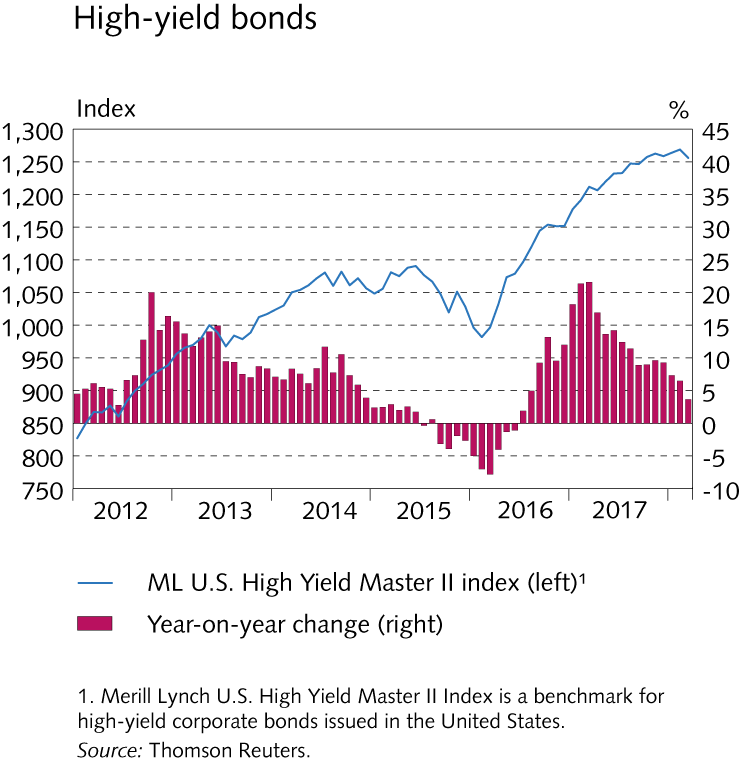 High-yield bonds
Index %
1,300 45
1,250 40
1,200 35
1,150 30
1,100 25
1,050 20
1,000 15
950 10
900 5
850 0
800 -5
750 -10
2012 2013 2014 2015 2016 2017
ML U.S. High Yield Master II index (left)¹
Year-on-year change (right)
1. Merrill Lynch U.S. High Yield Master II Index is a benchmark for
high-yield corporate bonds issued in the United States.
Source: Thomson Reuters.